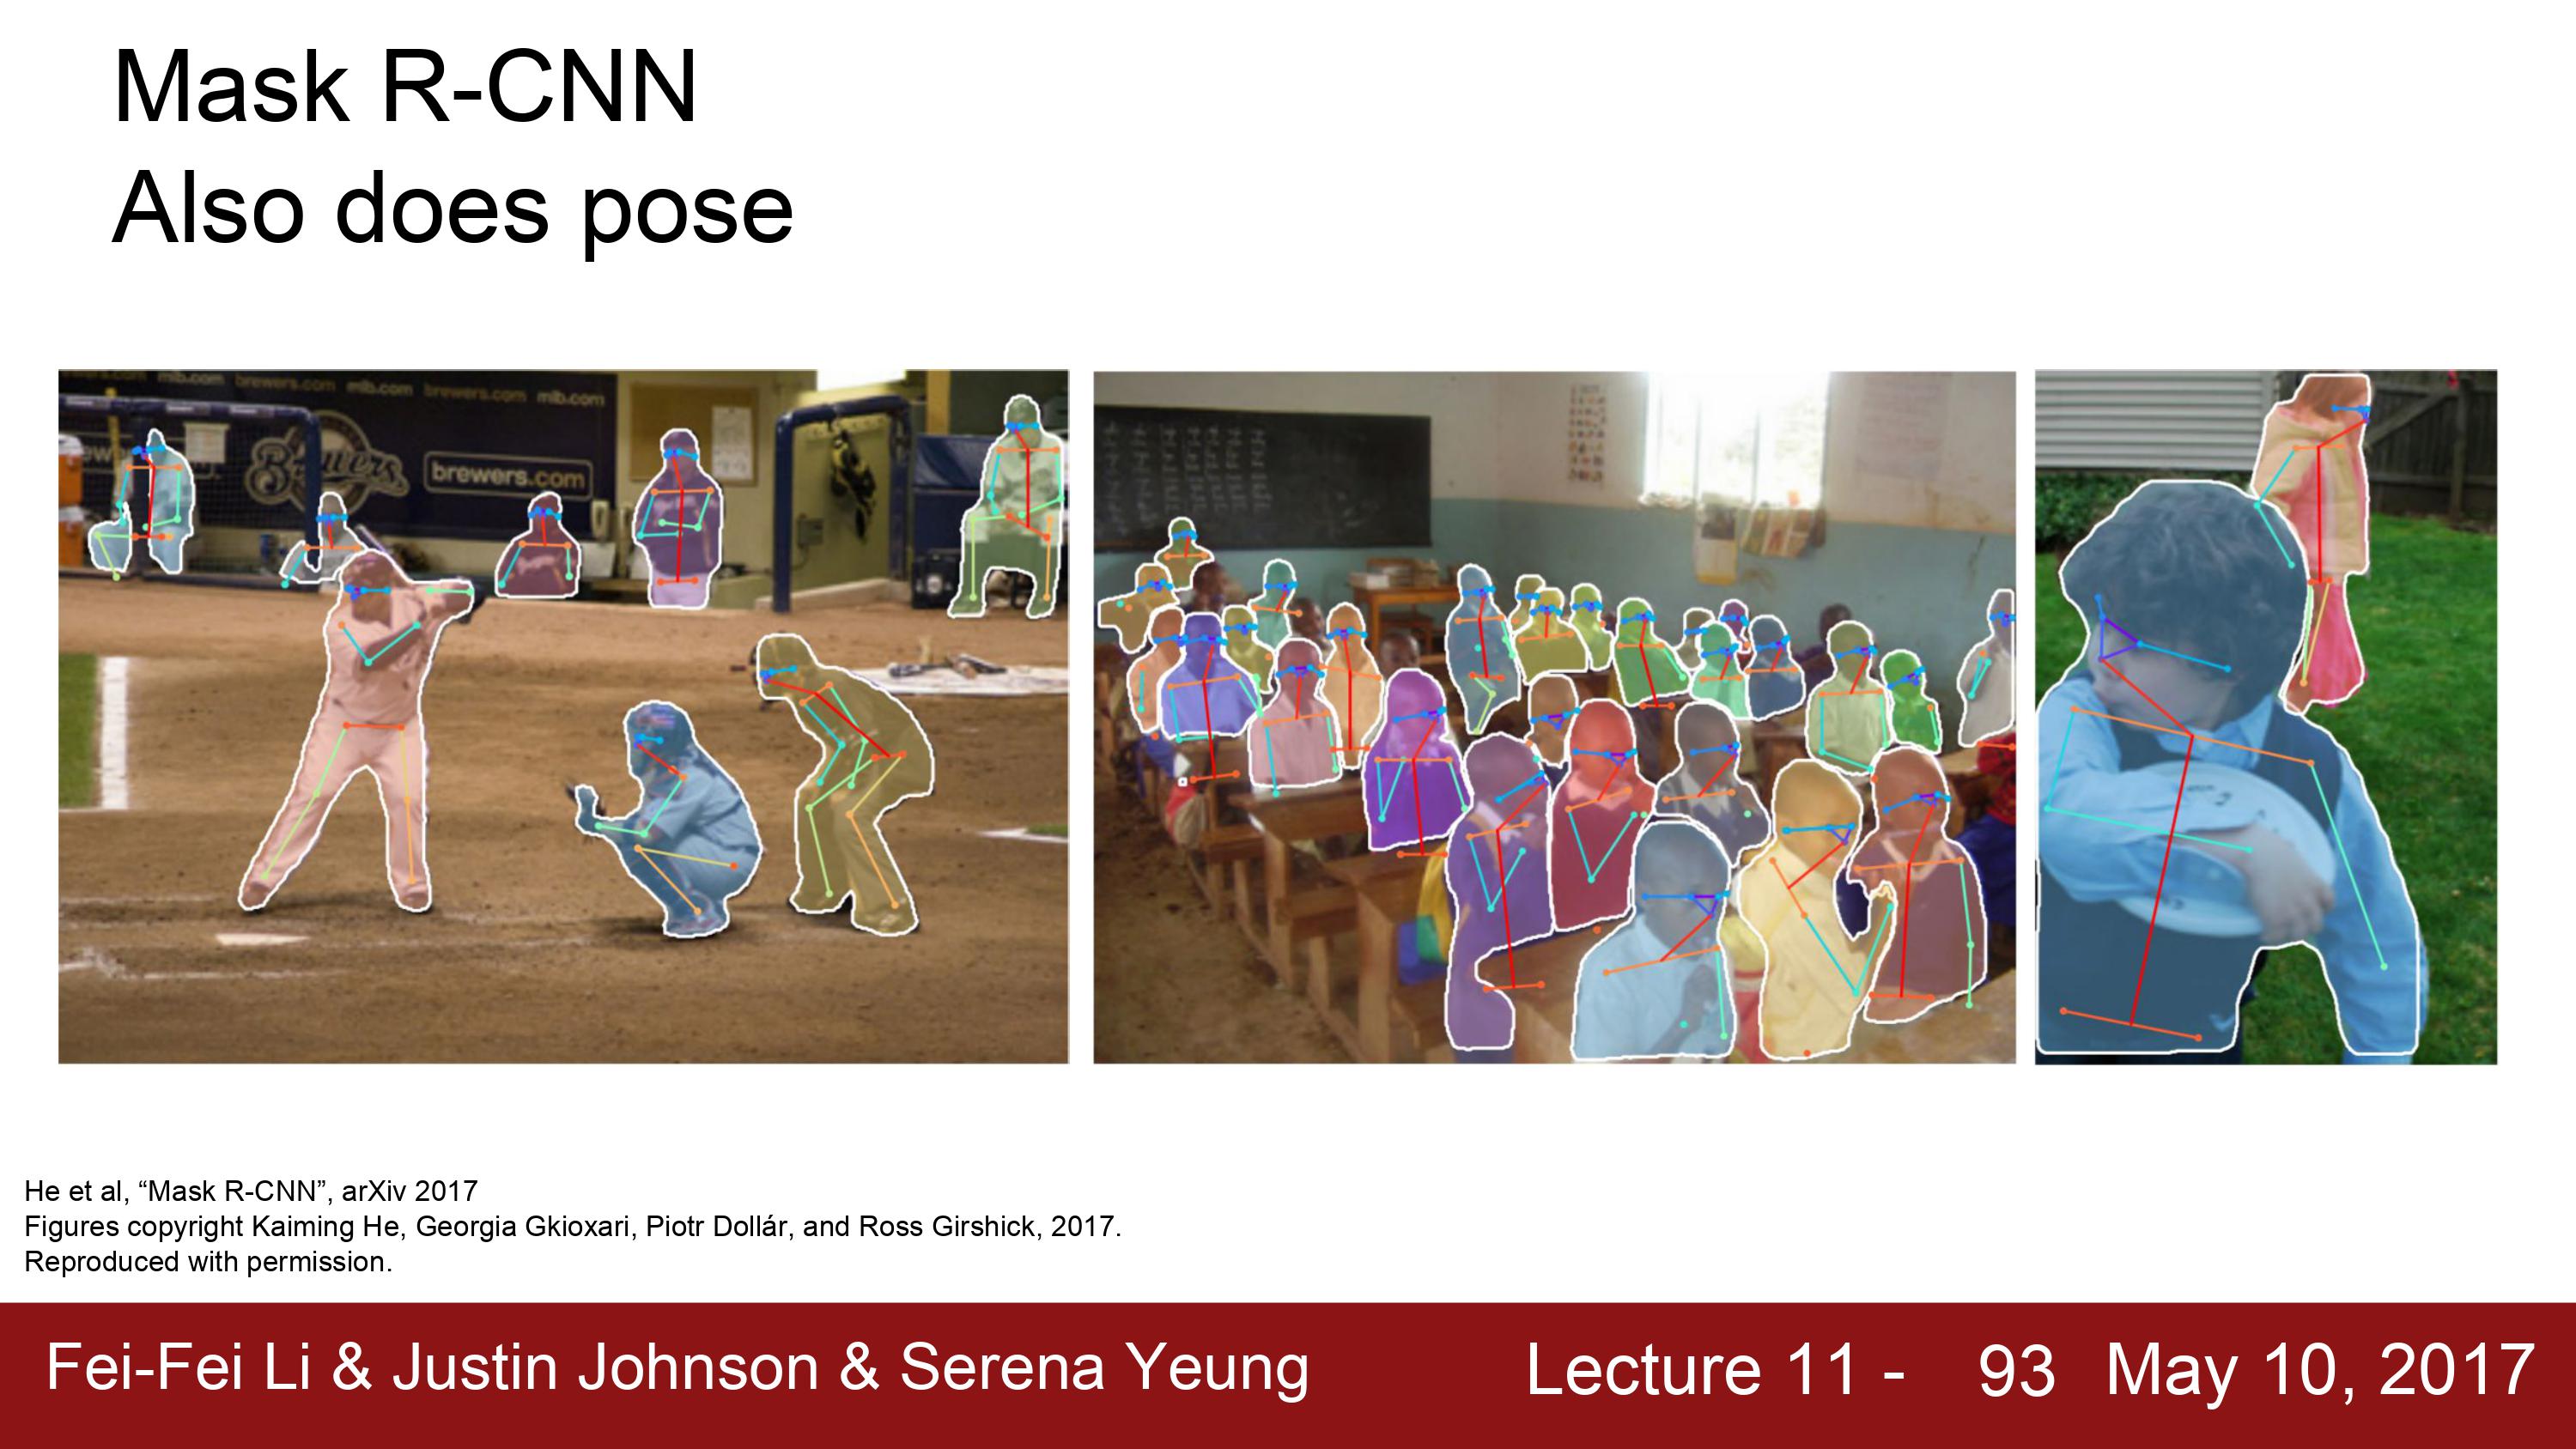 Mask R-CNN
Also does pose
brewers.com mlb.com brewers.com mlb.com
Brewers
brewers.com
He et al, “Mask R-CNN”, arXiv 2017
Figures copyright Kaiming He, Georgia Gkioxari, Piotr Dollár, and Ross Girshick, 2017.
Reproduced with permission.
Fei-Fei Li & Justin Johnson & Serena Yeung Lecture 11 - 93 May 10, 2017